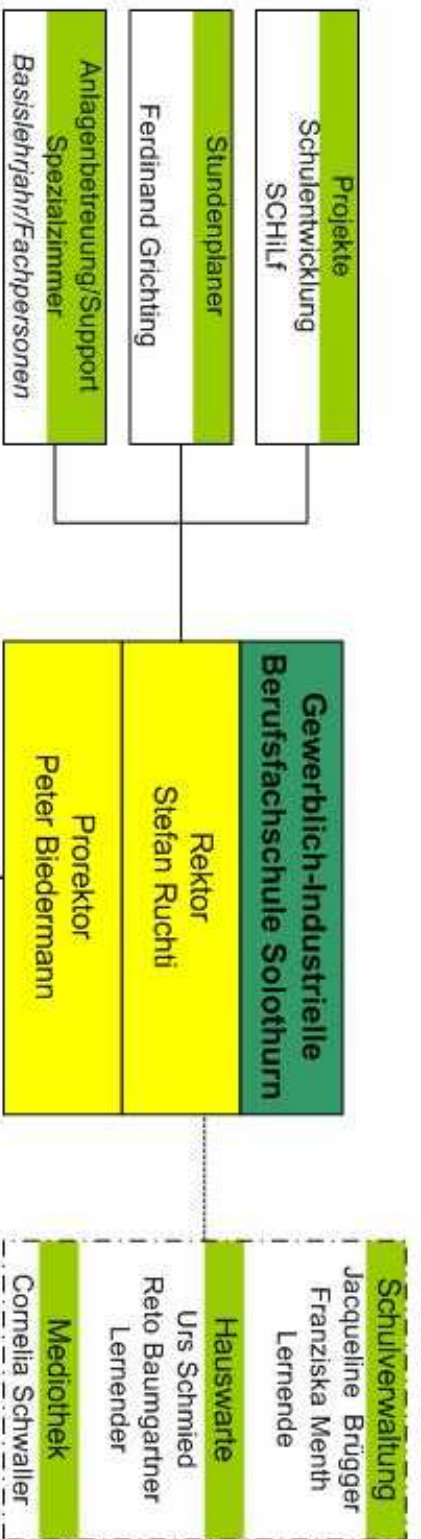 Projekte
Schulentwicklung
SCHiLf
Stundenplaner
Ferdinand Grichting
Anlagenbetreuung/Support
Spezialzimmer
Basislehrjahr/Fachpersonen
Gewerblich-Industrielle
Berufsfachschule Solothurn
Rektor
Stefan Ruchti
Prorektor
Peter Biedermann
Schulverwaltung
Jacqueline Brügger
Franziska Menth
Lernende
Hauswarte
Urs Schmied
Reto Baumgartner
Lernender
Mediothek
Cornelia Schwaller